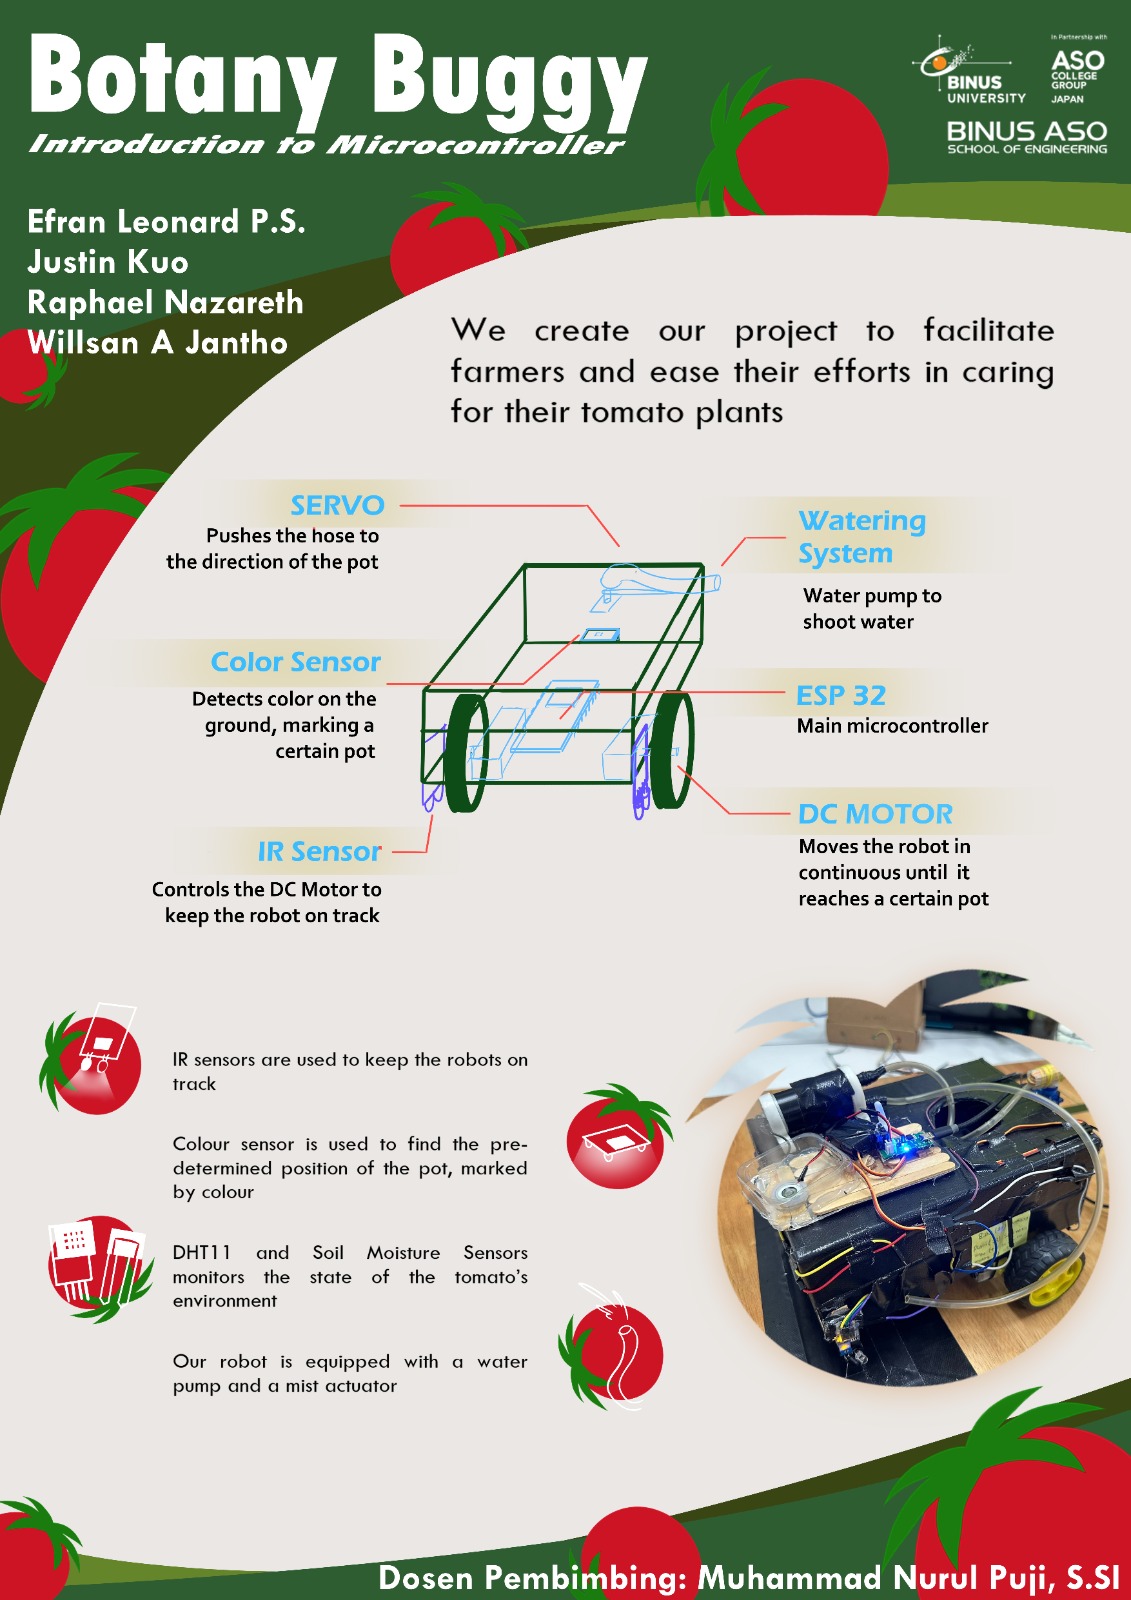 Botany Buggy
Introduction to Microcontroller
In Partnership with
BINUS
UNIVERSITY
ASO
COLLEGE
GROUP
JAPAN
BINUS ASO
SCHOOL OF ENGINEERING
Efran Leonard P.S.
Justin Kuo
Raphael Nazareth
Willsan A Jantho
We create our project to facilitate
farmers and ease their efforts in caring
for their tomato plants
SERVO
Pushes the hose to
the direction of the pot
Watering
System
Water pump to
shoot water
Color Sensor
Detects color on the
ground, marking a
certain pot
ESP 32
Main microcontroller
DC MOTOR
Moves the robot in
continuous until it
reaches a certain pot
IR Sensor
Controls the DC Motor to
keep the robot on track
IR sensors are used to keep the robots on
track
Colour sensor is used to find the pre-
determined position of the pot, marked
by colour
DHT11 and Soil Moisture Sensors
monitors the state of the tomato's
environment
Our robot is equipped with a water
pump and a mist actuator
Dosen Pembimbing: Muhammad Nurul Puji, S.SI